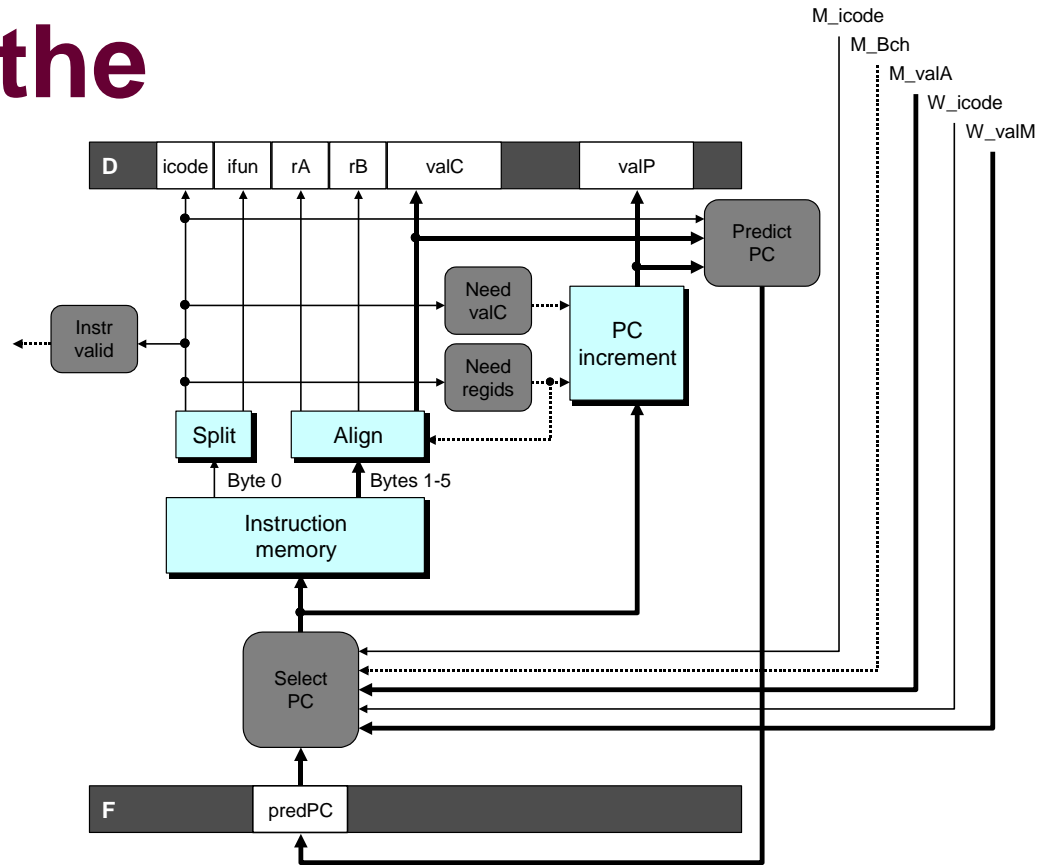 the
M_icode
M_Bch
M_valA
W_icode
W_valM
D
icode
ifun
rA
rB
valC
valP
Predict
PC
Need
valC
Instr
valid
PC
increment
Need
regids
Split
Align
Byte 0
Bytes 1-5
Instruction
memory
Select
PC
F
predPC